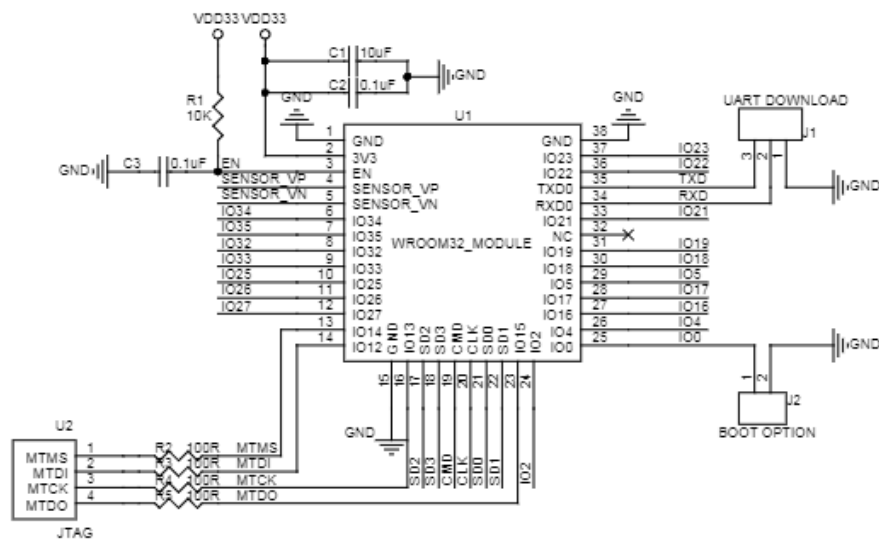 VDD33 VDD33
C1 10uF
C2 0.1uF
GND
R1
10K
GND
GND
UART DOWNLOAD
J1
U1
GND C3 0.1uF EN
1 GND
2 3V3
3 EN
SENSOR_VP 4 SENSOR_VP
SENSOR_VN 5 SENSOR_VN
IO34 6 IO34
IO35 7 IO35
IO32 8 IO32
IO33 9 IO33
IO25 10 IO25
IO26 11 IO26
IO27 12 IO27
13 IO14
14 IO12
WROOM32_MODULE
GND 38
IO23 37 IO23
IO22 36 IO22
TXD0 35 TXD
RXD0 34 RXD
IO21 33 IO21
NC 32
IO19 31 IO19
IO18 30 IO18
IO5 29 IO5
IO17 28 IO17
IO16 27 IO16
IO4 26 IO4
IO0 25 IO0
3 2 1
GND
GND
1 2
J2
BOOT OPTION
GND IO13 SD2 SD3 CMD CLK SD0 SD1 IO15 IO2
15 16 17 18 19 20 21 22 23 24
GND
SD2 SD3 CMD CLK SD0 SD1 IO2
U2
MTMS 1 R2 100R MTMS
MTDI 2 R3 100R MTDI
MTCK 3 R4 100R MTCK
MTDO 4 R5 100R MTDO
JTAG